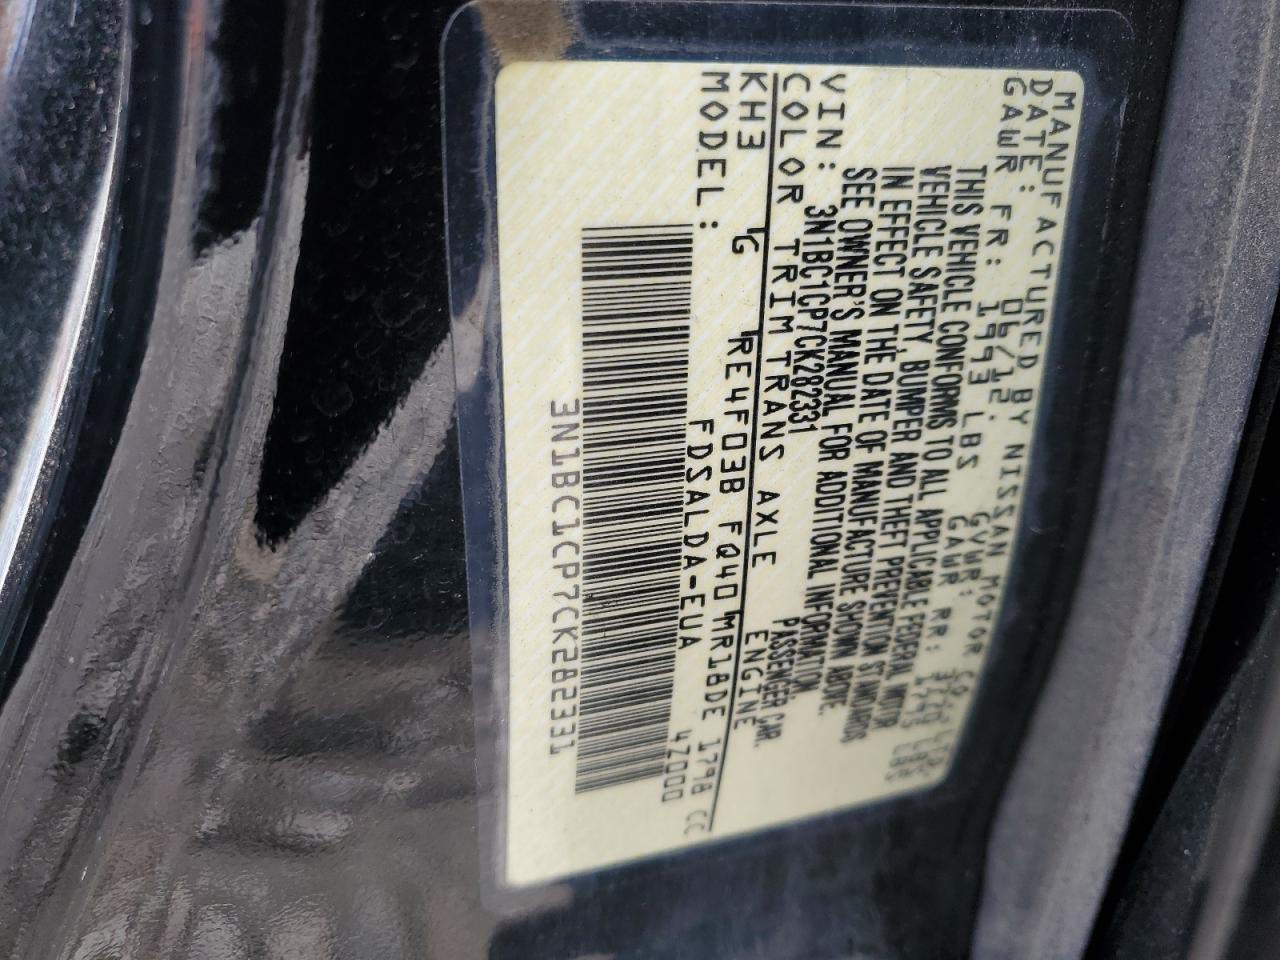 MANUFACTURED BY NISSAN MOTOR CO., LTD.
DATE: 06/12. GVWR:
GAWR FR: 1993 LBS GAWR RR: 1793 LBS
THIS VEHICLE CONFORMS TO ALL APPLICABLE FEDERAL MOTOR
VEHICLE SAFETY, BUMPER AND THEFT PREVENTION STANDARDS
IN EFFECT ON THE DATE OF MANUFACTURE SHOWN ABOVE.
SEE OWNER'S MANUAL FOR ADDITIONAL INFORMATION.
VIN: 3N1BC1CP7CK282331 PASSENGER CAR.
COLOR TRIM TRANS AXLE ENGINE
KH3 G RE4F03B FQ40 MR18DE 1798 CC
MODEL: FDSALDA-EUA 4Z000
3N1BC1CP7CK282331